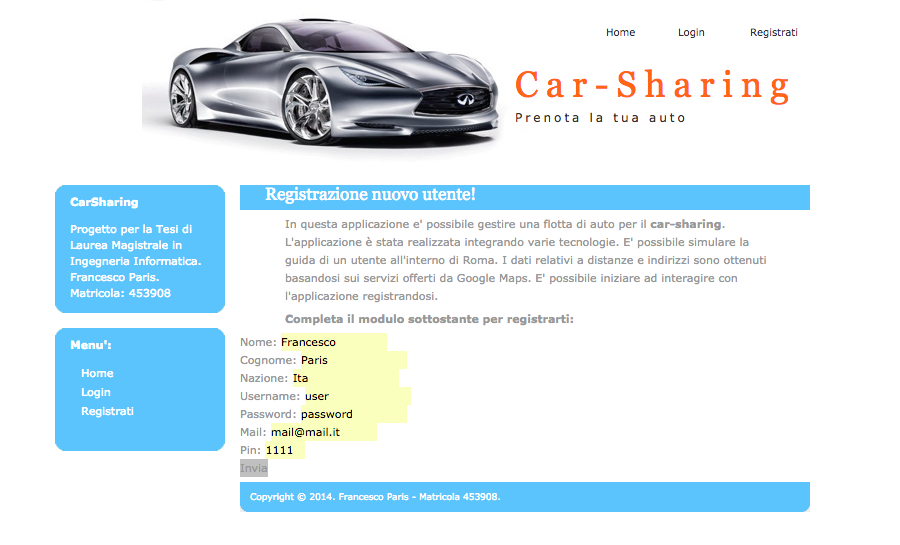 Home Login Registrati
Car-Sharing
Prenota la tua auto
CarSharing
Progetto per la Tesi di
Laurea Magistrale in
Ingegneria Informatica.
Francesco Paris.
Matricola: 453908
Menu':
Home
Login
Registrati
Registrazione nuovo utente!
In questa applicazione e' possibile gestire una flotta di auto per il car-sharing.
L'applicazione è stata realizzata integrando varie tecnologie. E' possibile simulare la
guida di un utente all'interno di Roma. I dati relativi a distanze e indirizzi sono ottenuti
basandosi sui servizi offerti da Google Maps. E' possibile iniziare ad interagire con
l'applicazione registrandosi.
Completa il modulo sottostante per registrarti:
Nome: Francesco
Cognome: Paris
Nazione: Ita
Username: user
Password: password
Mail: mail@mail.it
Pin: 1111
Invia
Copyright © 2014. Francesco Paris - Matricola 453908.